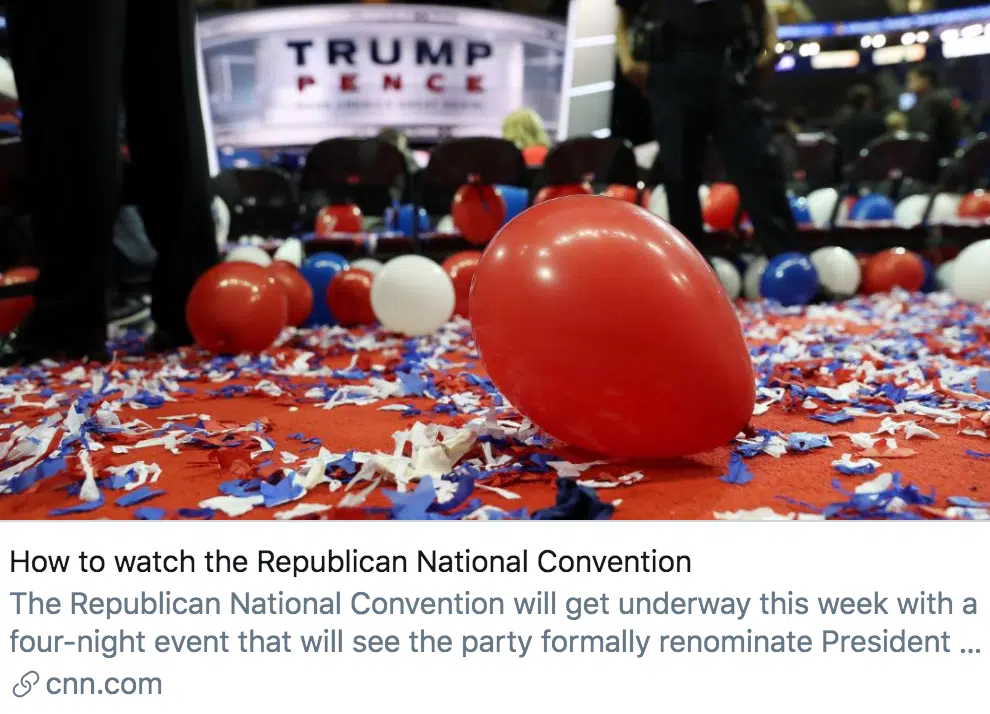 TRUMP
PENCE
How to watch the Republican National Convention
The Republican National Convention will get underway this week with a
four-night event that will see the party formally renominate President ...
cnn.com